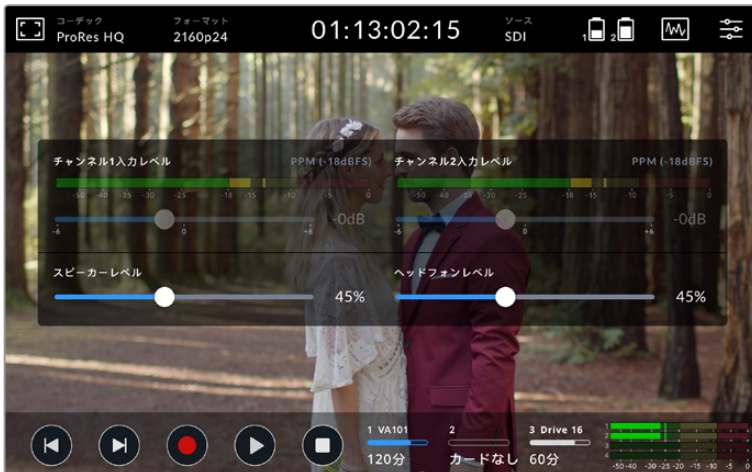 コーデック フォーマット ソース
ProRes HQ 2160p24 01:13:02:15 SDI 1 2
チャンネル1入力レベル PPM (-18dBFS) チャンネル2入力レベル PPM (-18dBFS)
-50 -40 -35 -30 -25 -18 -15 -10 -5 0 -50 -40 -35 -30 -25 -18 -15 -10 -5 0
-0dB -0dB
-6 0 +6 -6 0 +6
スピーカーレベル ヘッドフォンレベル
45% 45%
1 VA101 2 3 Drive 16
120分 カードなし 60分
1
2
3
4
-50 -40 -30 -25 -20 -15 -10 -5 0